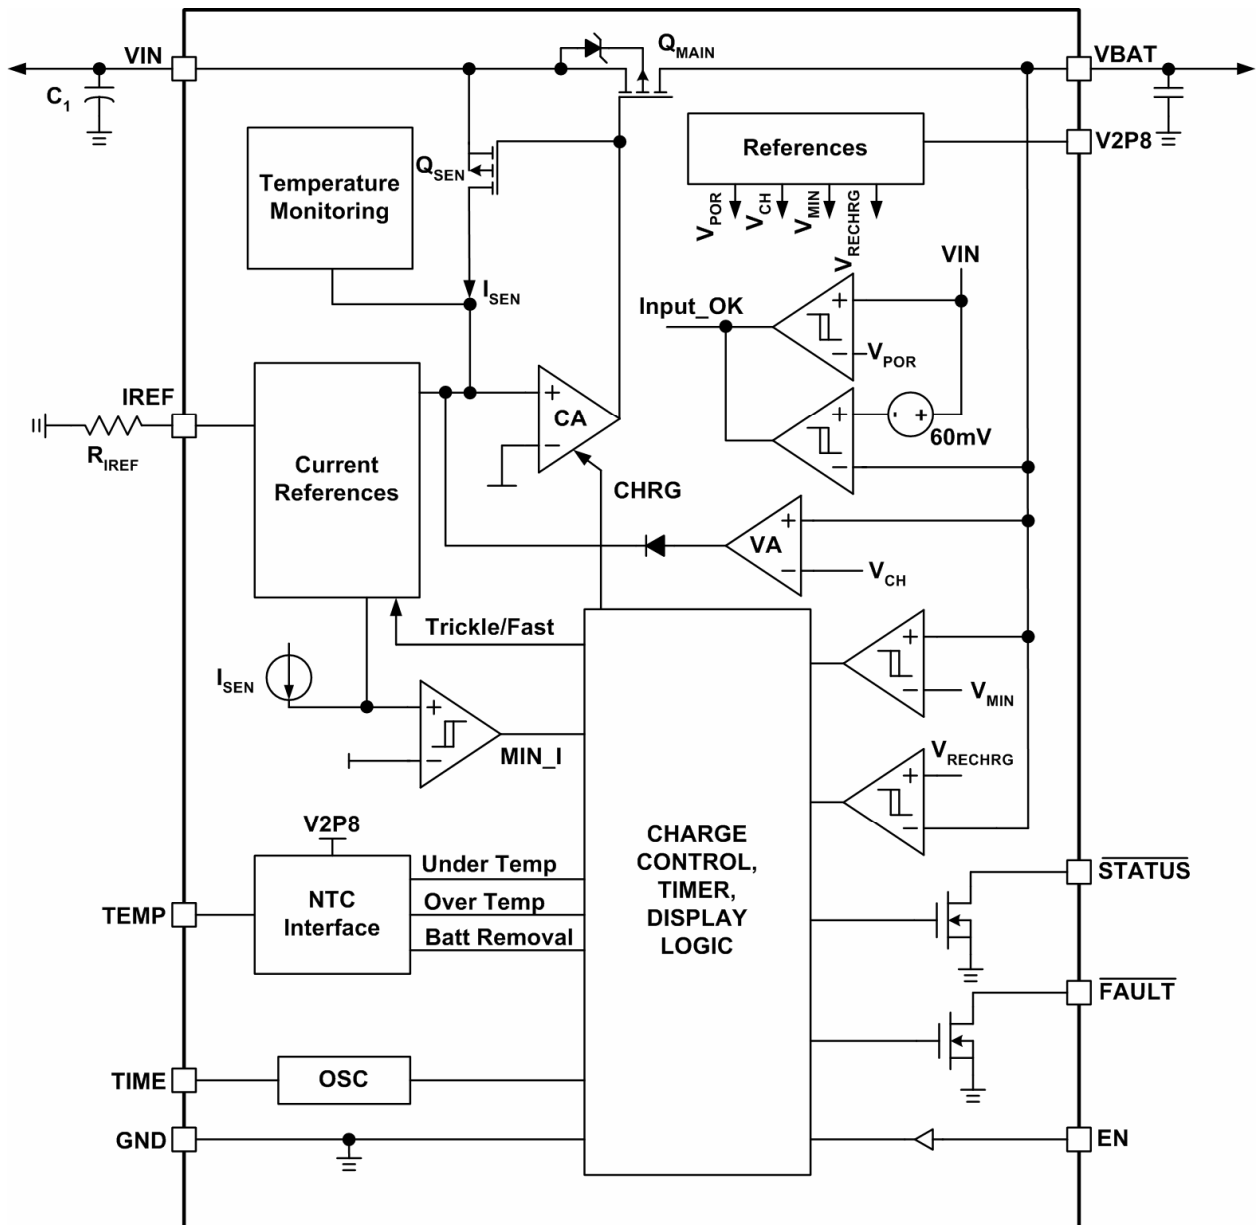 VIN
C1
QMAIN
VBAT
V2P8
References
VPOR
VCH
VMIN
VRECHRG
Temperature
Monitoring
QSEN
ISEN
VIN
Input_OK
+
−
VPOR
+
−
- +
60mV
IREF
RIREF
Current
References
+
CA
−
CHRG
+
VA
−
VCH
Trickle/Fast
ISEN
+
−
MIN_I
+
−
VMIN
VRECHRG
+
−
V2P8
NTC
Interface
TEMP
Under Temp
Over Temp
Batt Removal
CHARGE
CONTROL,
TIMER,
DISPLAY
LOGIC
STATUS
FAULT
TIME
OSC
GND
EN